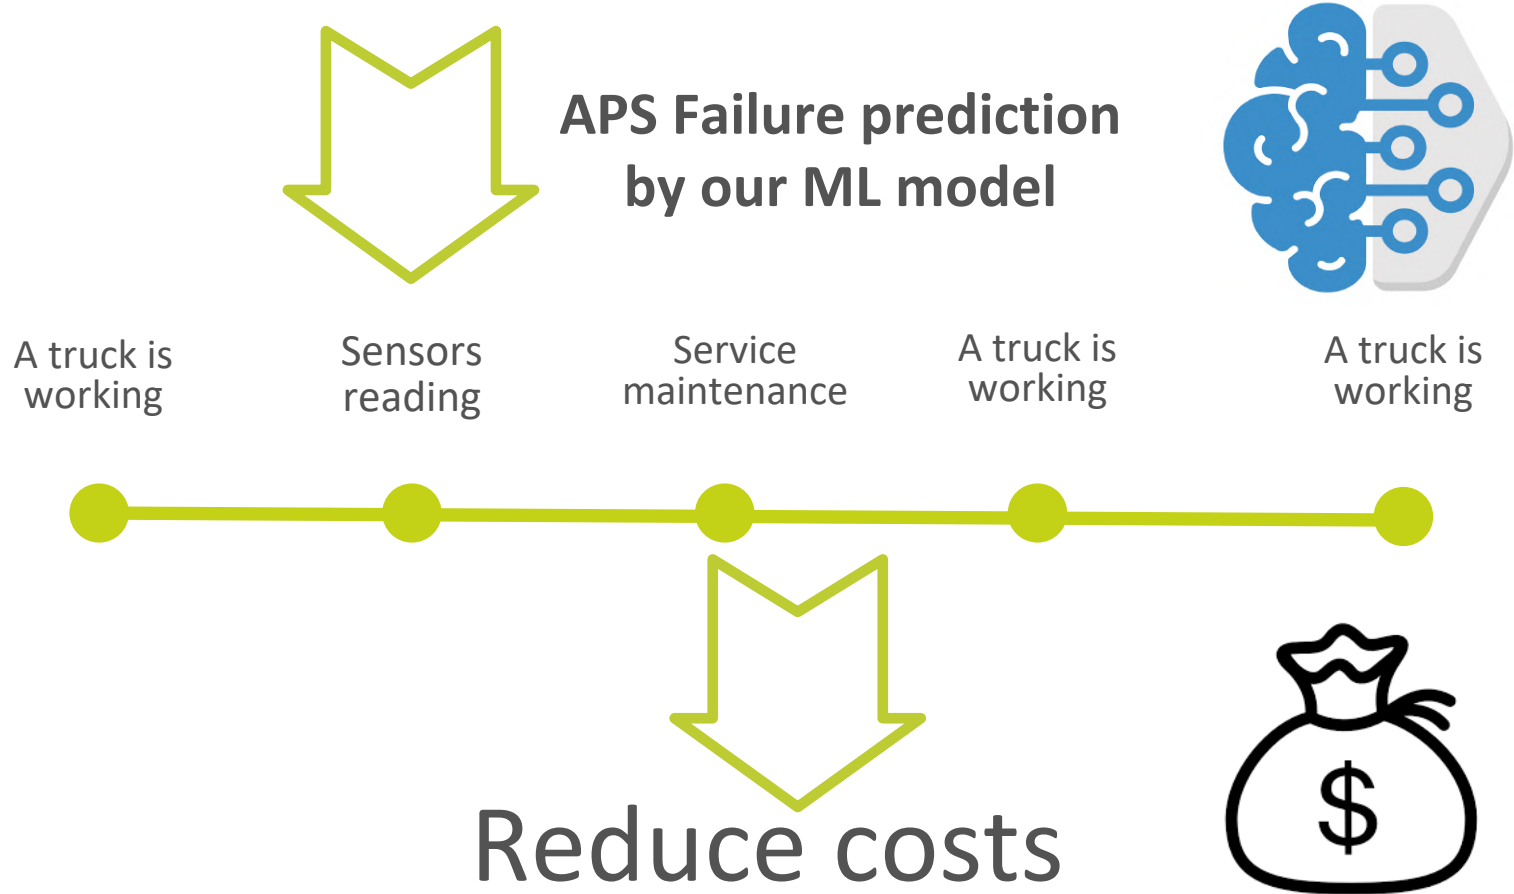 APS Failure prediction
by our ML model
A truck is
working
Sensors
reading
Service
maintenance
A truck is
working
A truck is
working
Reduce costs
$